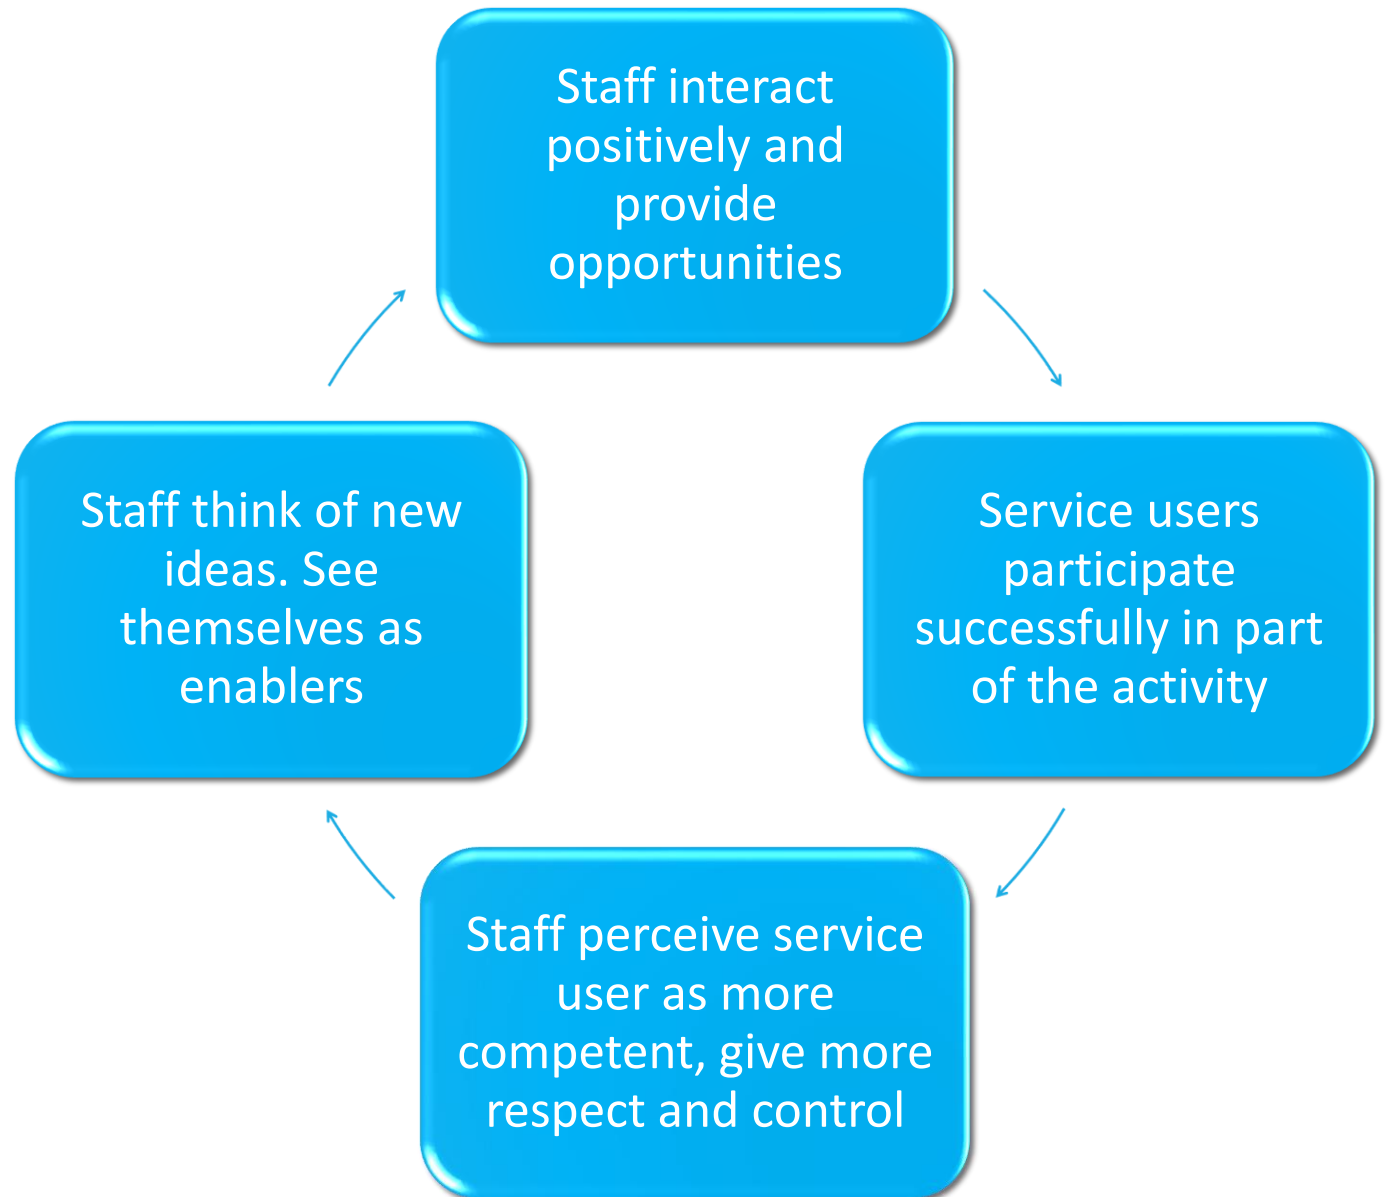 Staff interact
positively and
provide
opportunities
Service users
participate
successfully in part
of the activity
Staff perceive service
user as more
competent, give more
respect and control
Staff think of new
ideas. See
themselves as
enablers